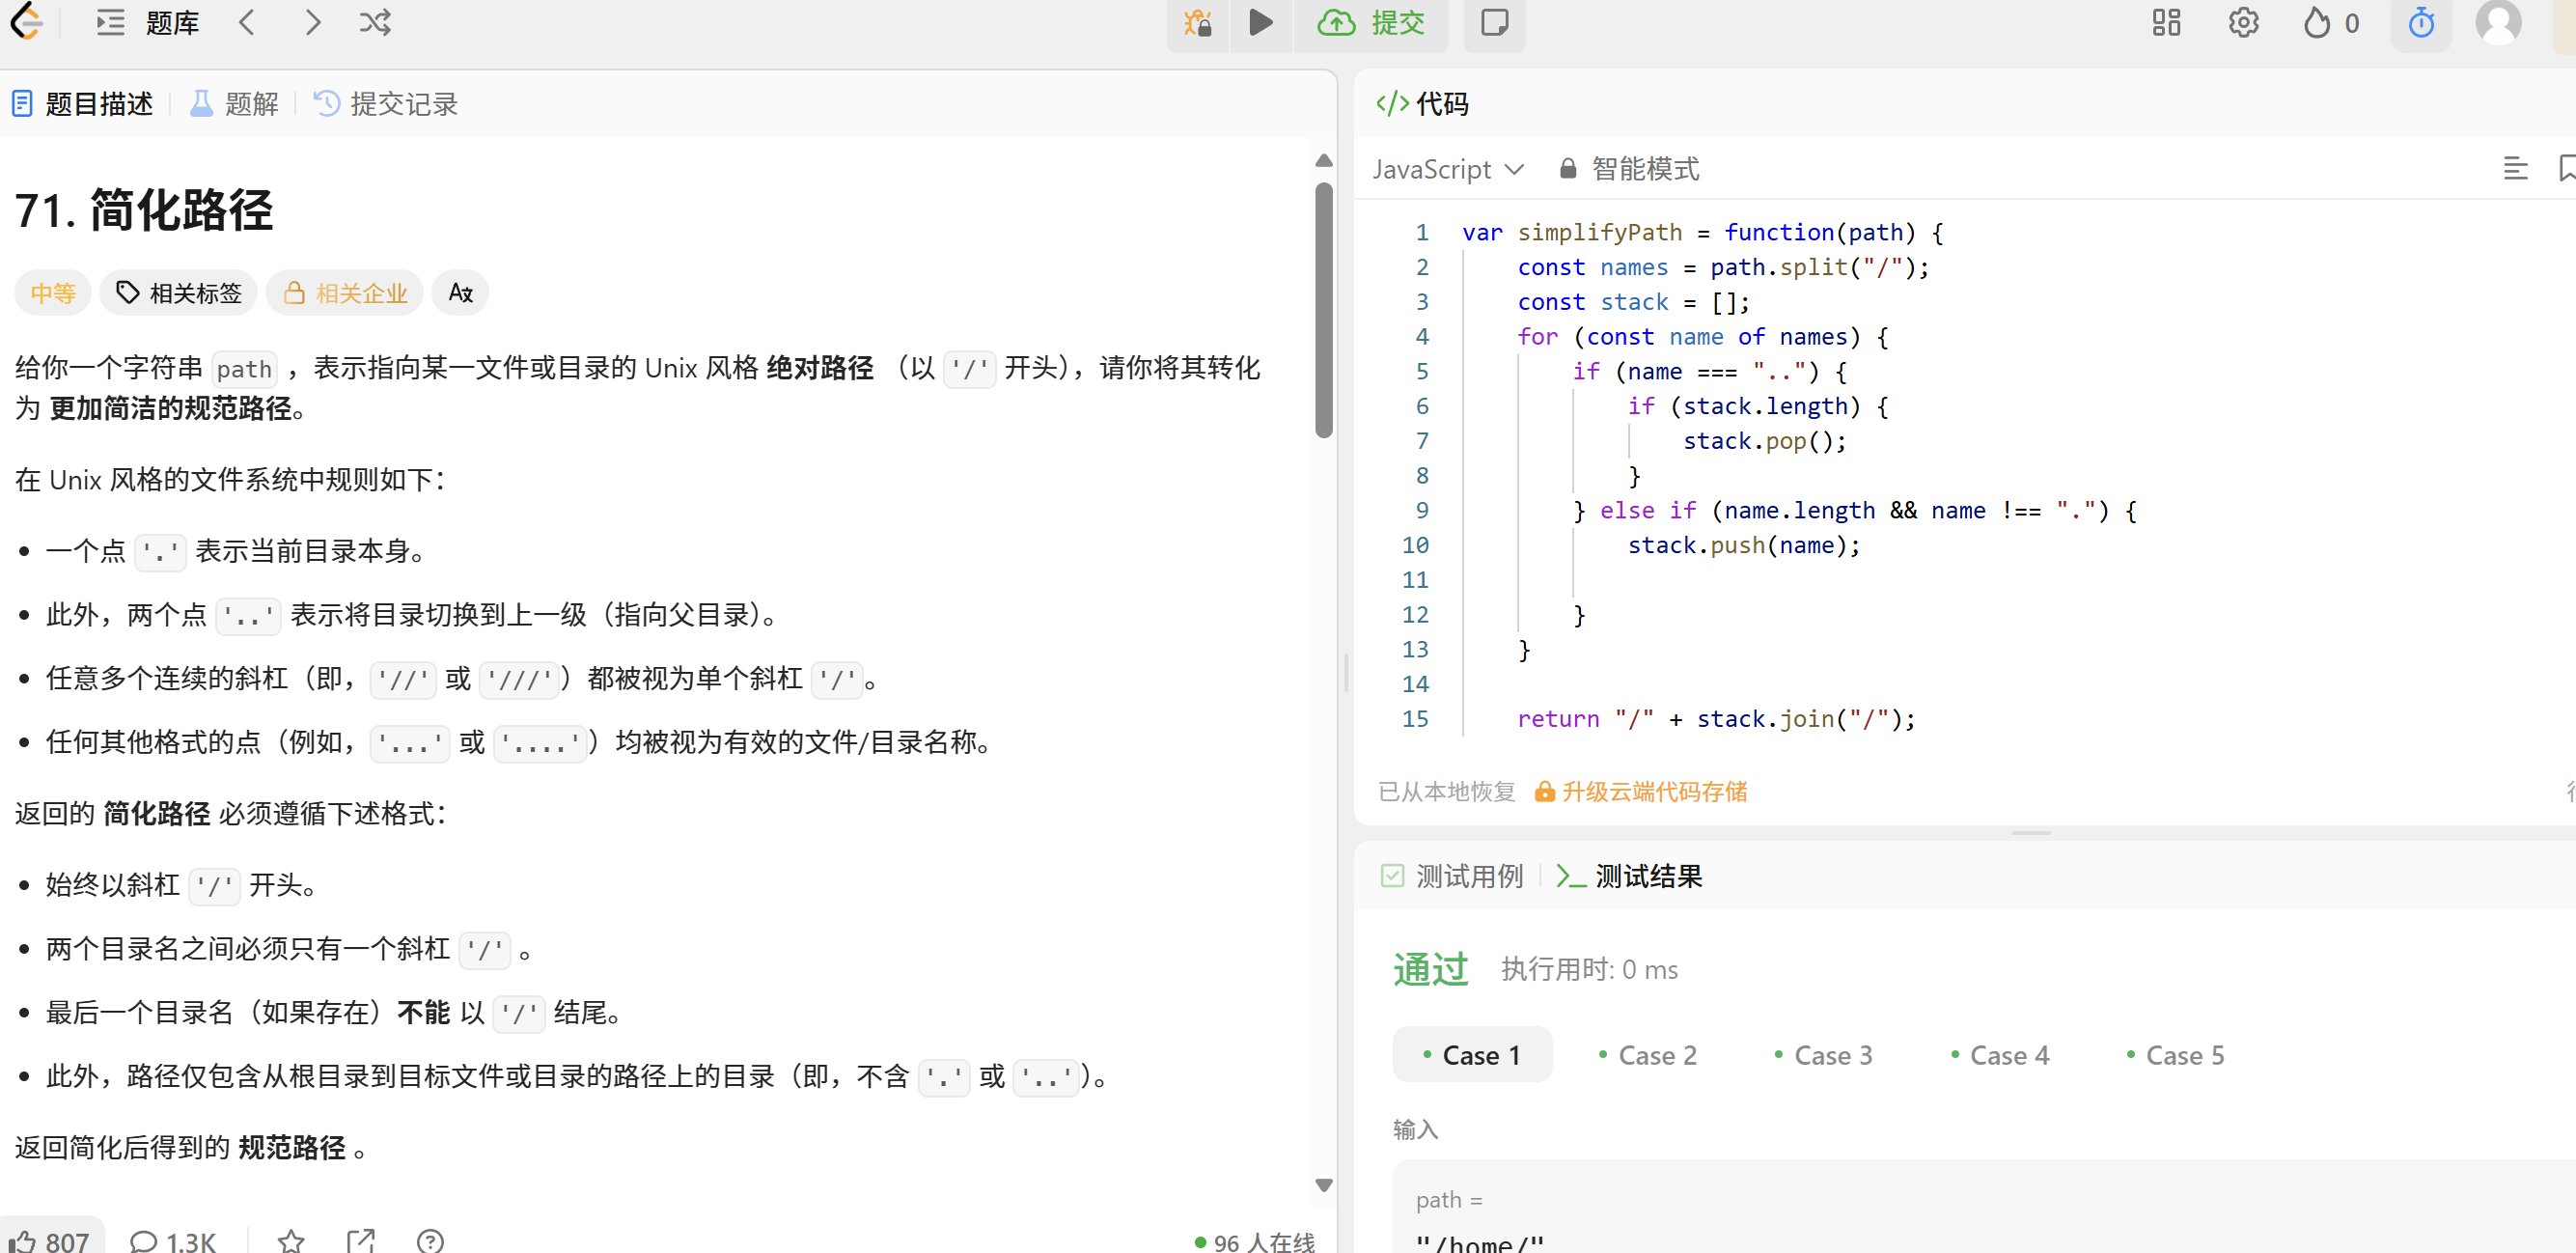 题库
提交
0
题目描述
题解
提交记录
71. 简化路径
中等
相关标签
相关企业
给你一个字符串 path ，表示指向某一文件或目录的 Unix 风格 绝对路径 （以 '/' 开头），请你将其转化
为 更加简洁的规范路径。
在 Unix 风格的文件系统中规则如下：
• 一个点 '.' 表示当前目录本身。
• 此外，两个点 '..' 表示将目录切换到上一级（指向父目录）。
• 任意多个连续的斜杠（即，'//' 或 '///'）都被视为单个斜杠 '/'。
• 任何其他格式的点（例如，'...' 或 '....'）均被视为有效的文件/目录名称。
返回的 简化路径 必须遵循下述格式：
• 始终以斜杠 '/' 开头。
• 两个目录名之间必须只有一个斜杠 '/' 。
• 最后一个目录名（如果存在）不能 以 '/' 结尾。
• 此外，路径仅包含从根目录到目标文件或目录的路径上的目录（即，不含 '.' 或 '..'）。
返回简化后得到的 规范路径 。
807
1.3K
96 人在线
</> 代码
JavaScript
智能模式
1 var simplifyPath = function(path) {
2 const names = path.split("/");
3 const stack = [];
4 for (const name of names) {
5 if (name === "..") {
6 if (stack.length) {
7 stack.pop();
8 }
9 } else if (name.length && name !== ".") {
10 stack.push(name);
11
12 }
13 }
14
15 return "/" + stack.join("/");
已从本地恢复
升级云端代码存储
测试用例
测试结果
通过
执行用时: 0 ms
• Case 1
• Case 2
• Case 3
• Case 4
• Case 5
输入
path =
"/home/"